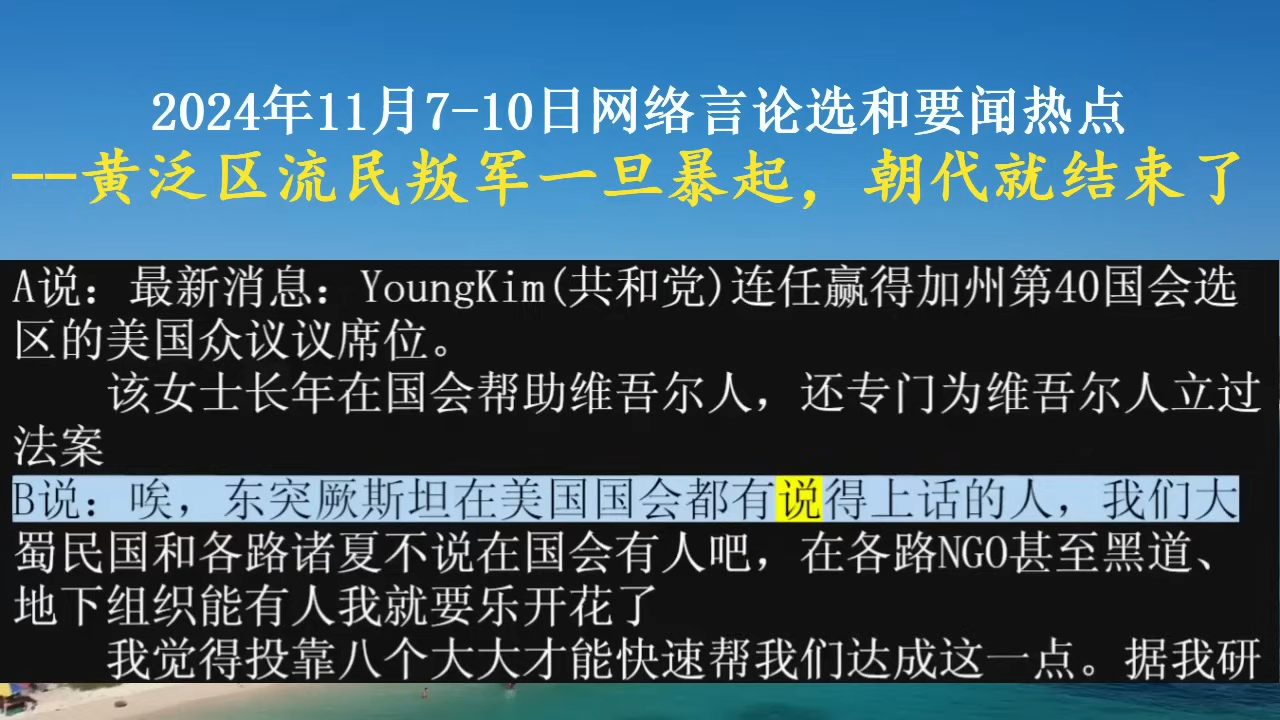 2024年11月7-10日网络言论选和要闻热点
--黄泛区流民叛军一旦暴起，朝代就结束了
A说：最新消息：YoungKim(共和党)连任赢得加州第40国会选
区的美国众议议席位。
该女士长年在国会帮助维吾尔人，还专门为维吾尔人立过
法案
B说：唉，东突厥斯坦在美国国会都有说得上话的人，我们大
蜀民国和各路诸夏不说在国会有人吧，在各路NGO甚至黑道、
地下组织能有人我就要乐开花了
我觉得投靠八个大大才能快速帮我们达成这一点。据我研